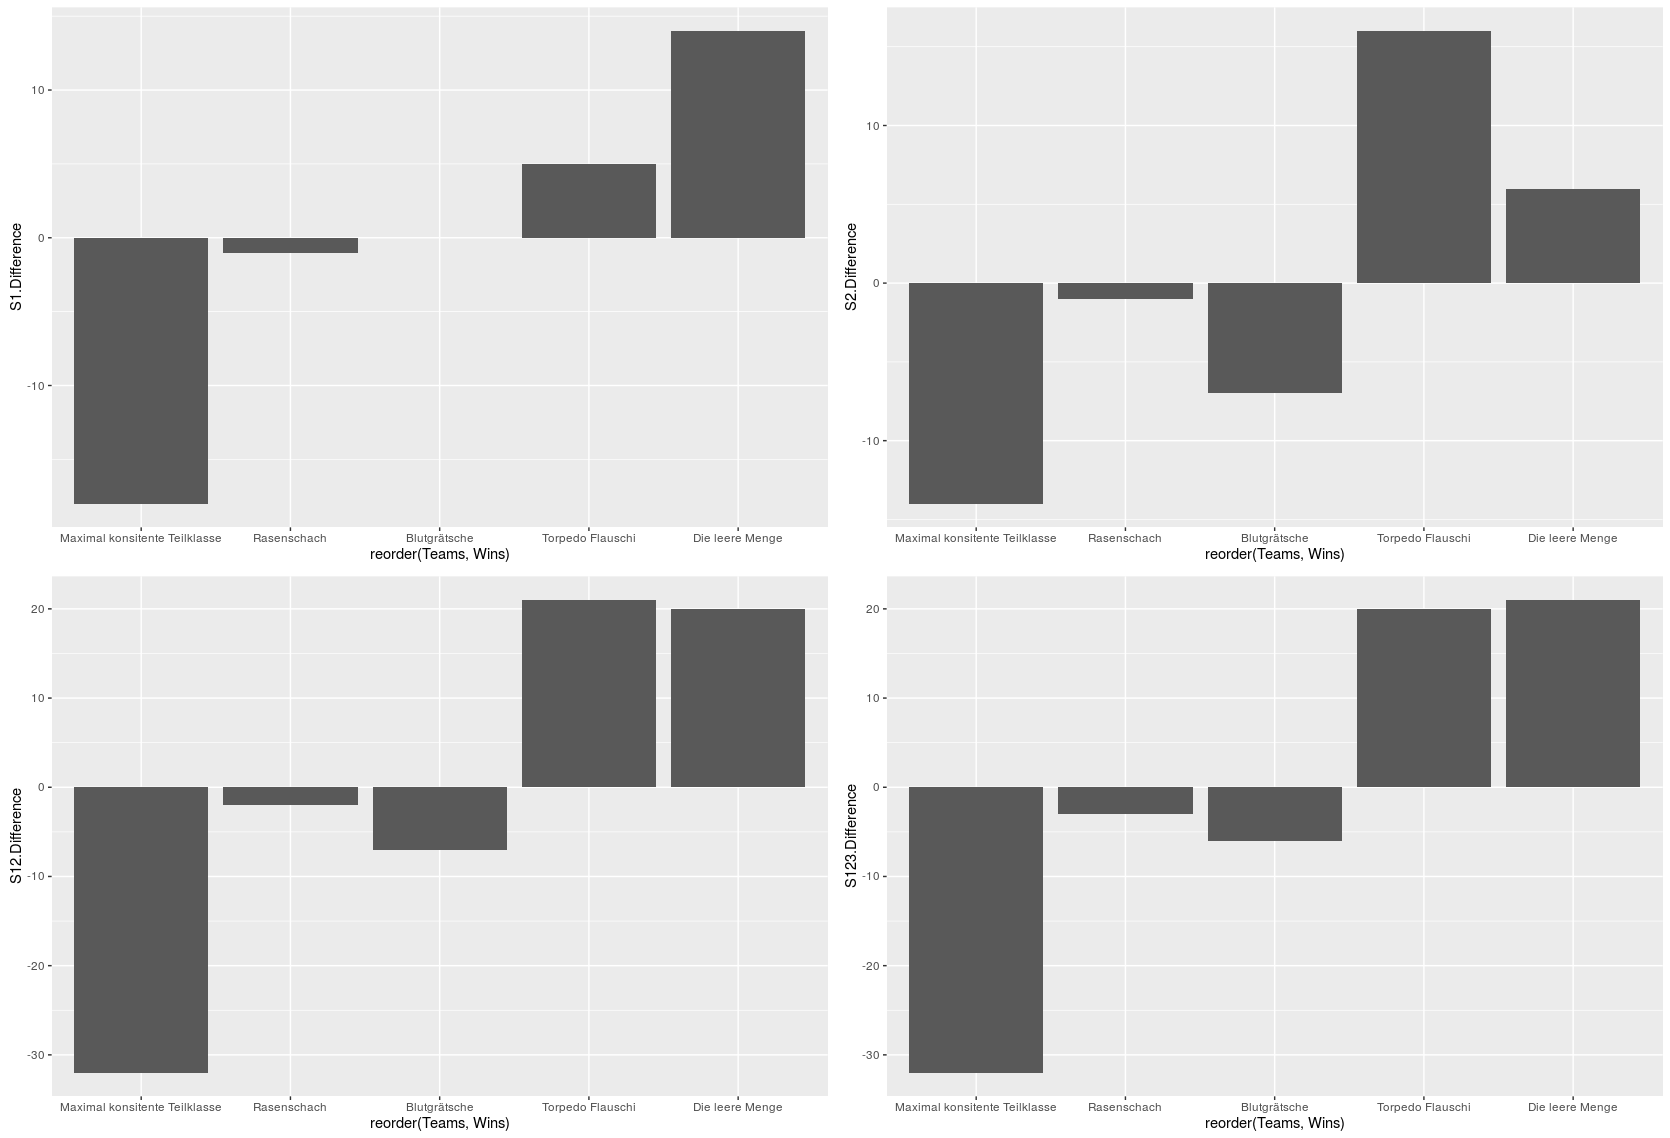 S1.Difference
10
0
-10
Maximal konsitente Teilklasse Rasenschach Blutgrätsche Torpedo Flauschi Die leere Menge
reorder(Teams, Wins)
S2.Difference
10
0
-10
Maximal konsitente Teilklasse Rasenschach Blutgrätsche Torpedo Flauschi Die leere Menge
reorder(Teams, Wins)
S12.Difference
20
10
0
-10
-20
-30
Maximal konsitente Teilklasse Rasenschach Blutgrätsche Torpedo Flauschi Die leere Menge
reorder(Teams, Wins)
S123.Difference
20
10
0
-10
-20
-30
Maximal konsitente Teilklasse Rasenschach Blutgrätsche Torpedo Flauschi Die leere Menge
reorder(Teams, Wins)